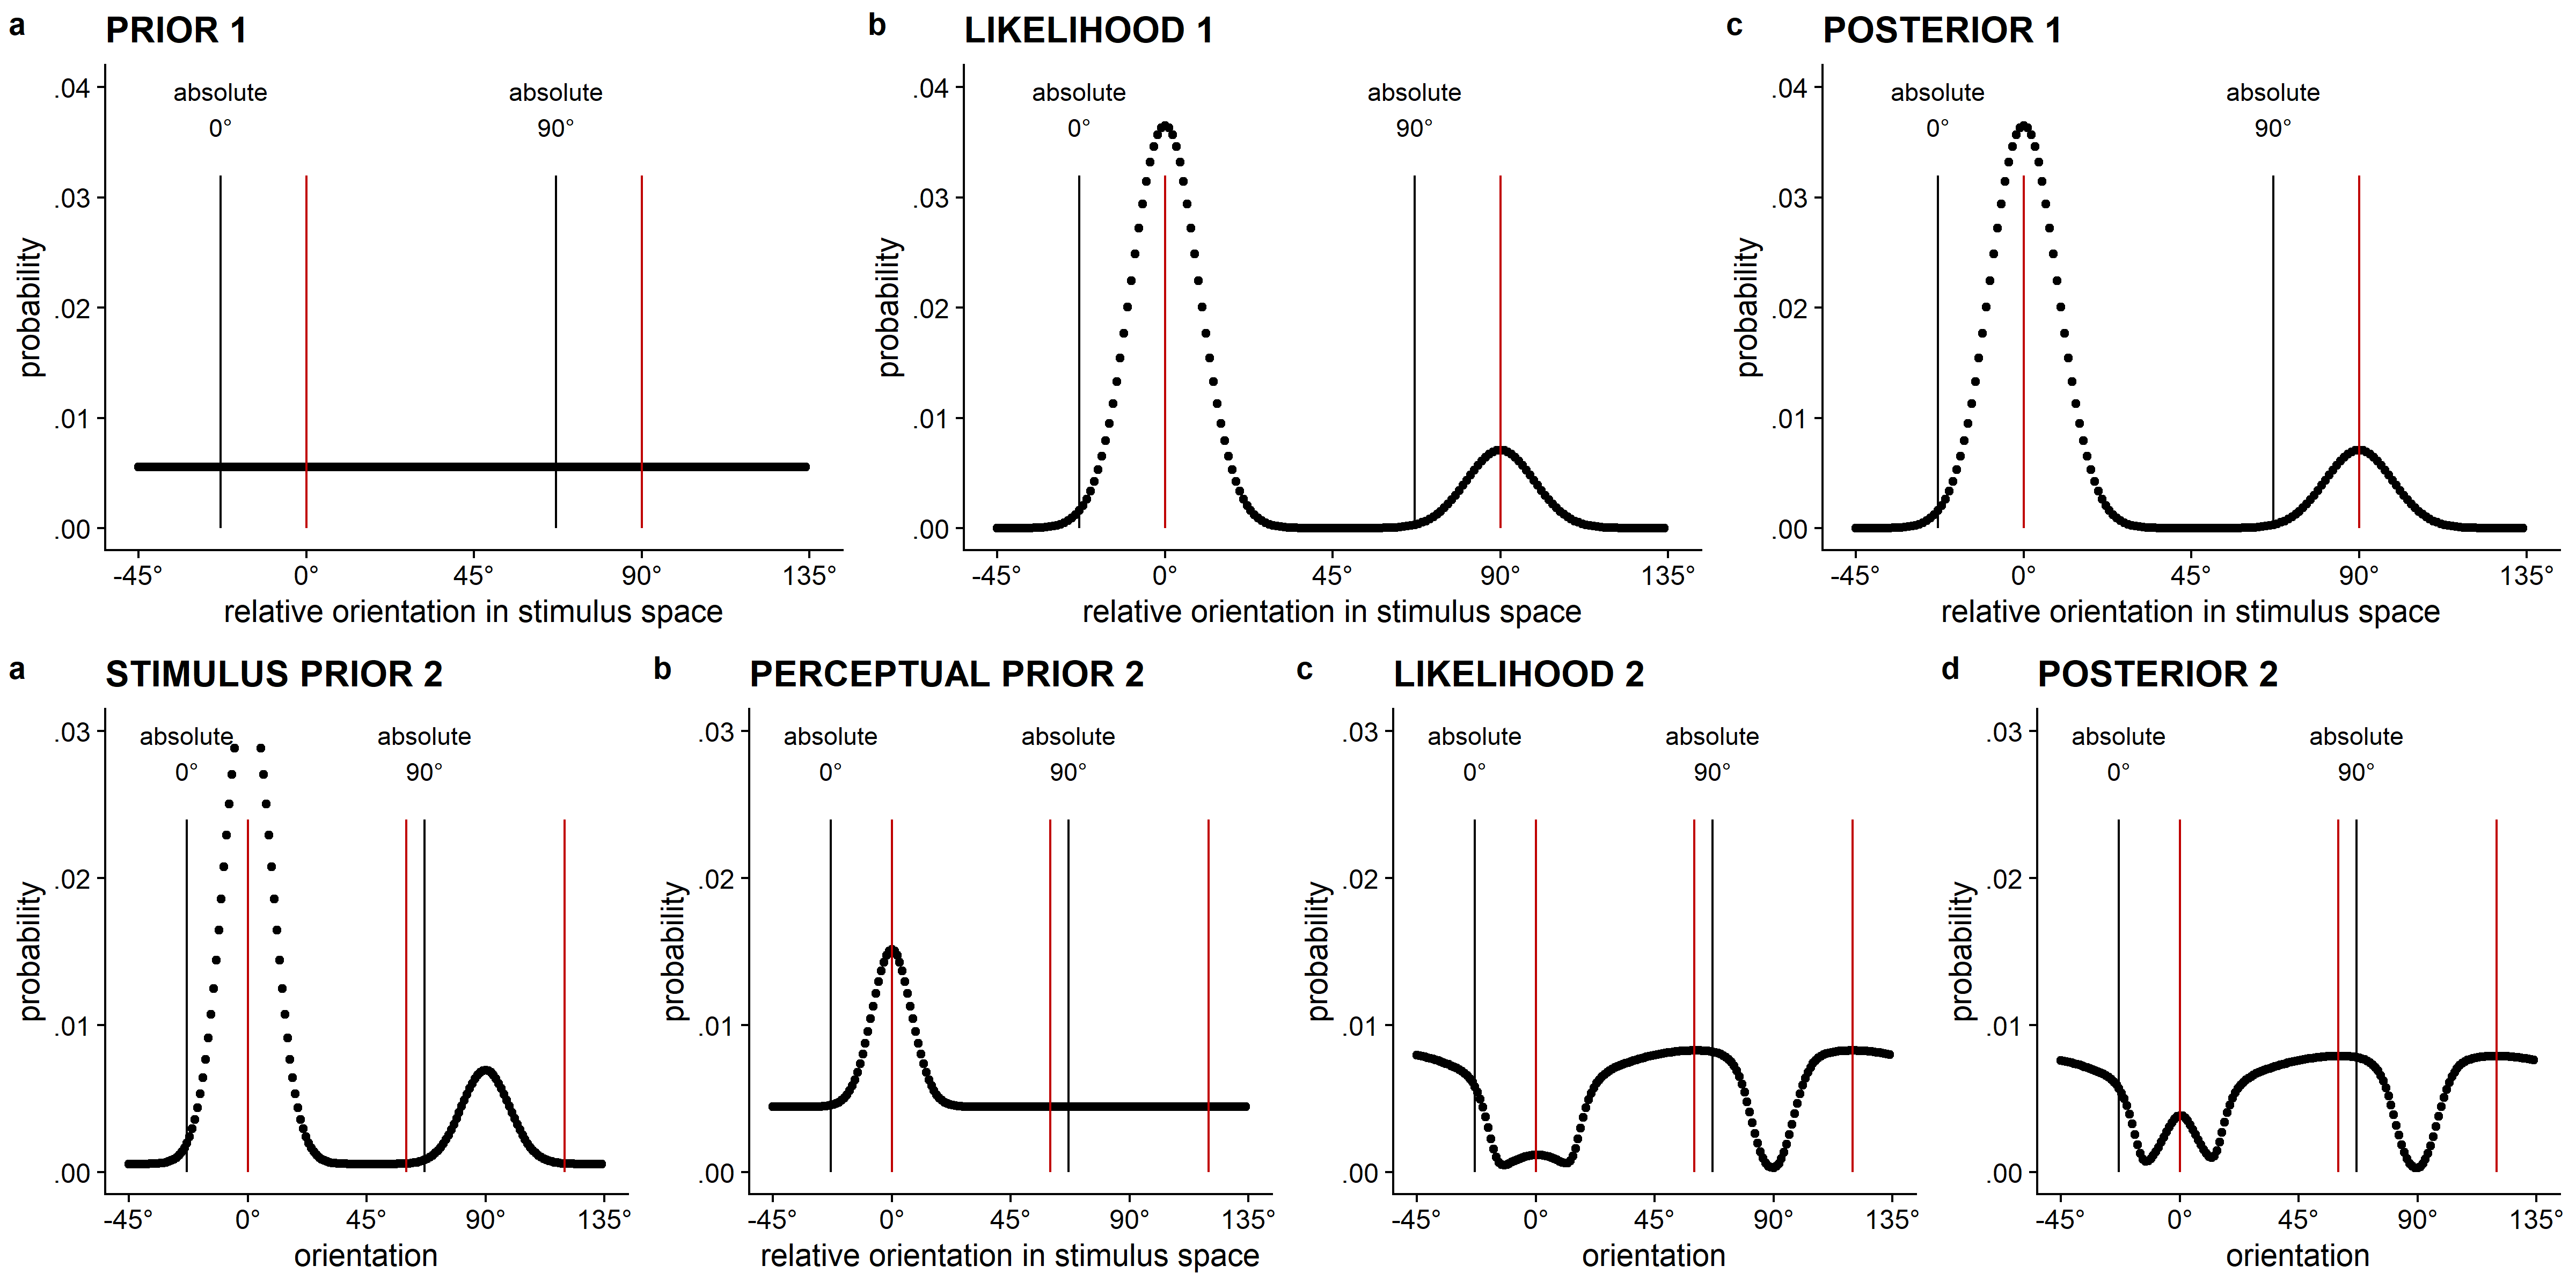 a PRIOR 1
absolute absolute
0° 90°
.04
.03
.02
.01
.00
probability
-45° 0° 45° 90° 135°
relative orientation in stimulus space
b LIKELIHOOD 1
absolute absolute
0° 90°
.04
.03
.02
.01
.00
probability
-45° 0° 45° 90° 135°
relative orientation in stimulus space
c POSTERIOR 1
absolute absolute
0° 90°
.04
.03
.02
.01
.00
probability
-45° 0° 45° 90° 135°
relative orientation in stimulus space
a STIMULUS PRIOR 2
absolute absolute
0° 90°
.03
.02
.01
.00
probability
-45° 0° 45° 90° 135°
orientation
b PERCEPTUAL PRIOR 2
absolute absolute
0° 90°
.03
.02
.01
.00
probability
-45° 0° 45° 90° 135°
relative orientation in stimulus space
c LIKELIHOOD 2
absolute absolute
0° 90°
.03
.02
.01
.00
probability
-45° 0° 45° 90° 135°
orientation
d POSTERIOR 2
absolute absolute
0° 90°
.03
.02
.01
.00
probability
-45° 0° 45° 90° 135°
orientation